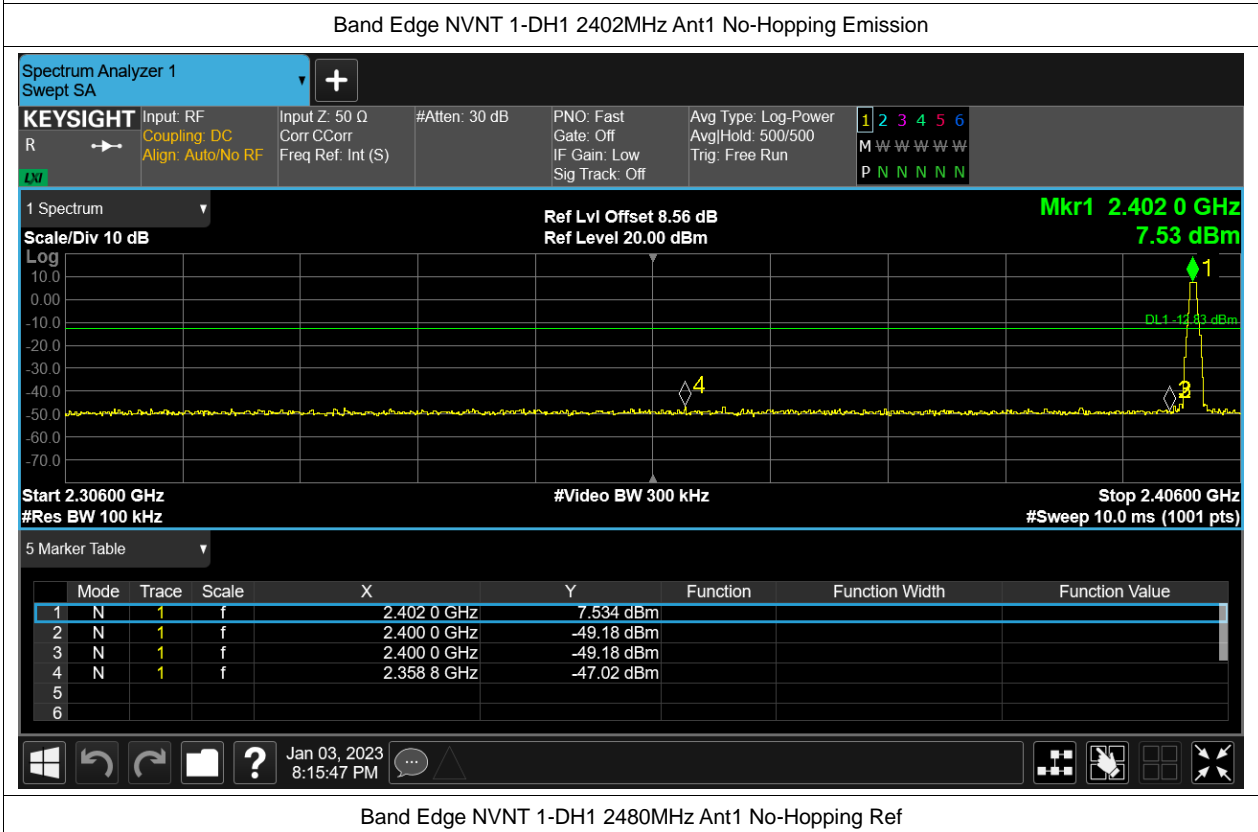 Band Edge NVNT 1-DH1 2402MHz Ant1 No-Hopping Emission
Spectrum Analyzer 1
Swept SA
KEYSIGHT Input: RF Input Z: 50 Ω #Atten: 30 dB PNO: Fast Avg Type: Log-Power 1 2 3 4 5 6
R Coupling: DC Corr CCorr Gate: Off Avg|Hold: 500/500 M W W W W W
Align: Auto/No RF Freq Ref: Int (S) IF Gain: Low Trig: Free Run
LXI Sig Track: Off P N N N N N
1 Spectrum Ref Lvl Offset 8.56 dB Mkr1 2.402 0 GHz
Scale/Div 10 dB Ref Level 20.00 dBm 7.53 dBm
Log
1
10.0
0.00
-10.0
DL1 -12.83 dBm
-20.0
-30.0
-40.0
4
-50.0
-60.0
-70.0
Start 2.30600 GHz #Video BW 300 kHz Stop 2.40600 GHz
#Res BW 100 kHz #Sweep 10.0 ms (1001 pts)
5 Marker Table
Mode Trace Scale X Y Function Function Width Function Value
1 N 1 f 2.402 0 GHz 7.534 dBm
2 N 1 f 2.400 0 GHz -49.18 dBm
3 N 1 f 2.400 0 GHz -49.18 dBm
4 N 1 f 2.358 8 GHz -47.02 dBm
5
6
? Jan 03, 2023
8:15:47 PM
Band Edge NVNT 1-DH1 2480MHz Ant1 No-Hopping Ref